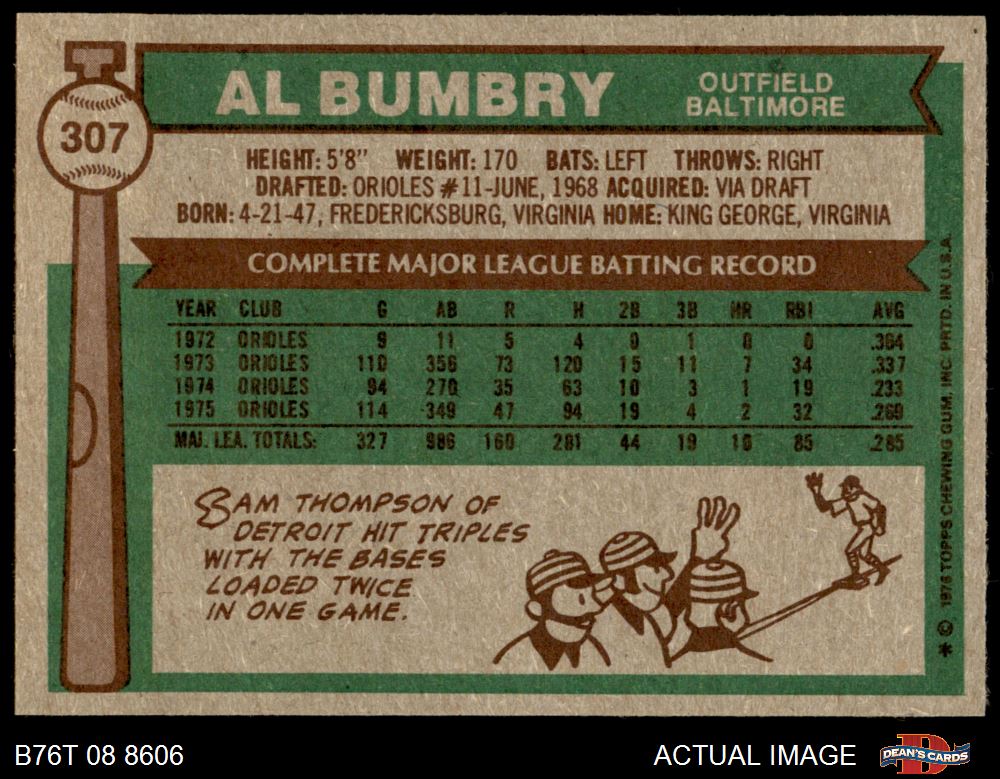 307
AL BUMBRY
OUTFIELD
BALTIMORE
HEIGHT: 5'8" WEIGHT: 170 BATS: LEFT THROWS: RIGHT
DRAFTED: ORIOLES #11-JUNE, 1968 ACQUIRED: VIA DRAFT
BORN: 4-21-47, FREDERICKSBURG, VIRGINIA HOME: KING GEORGE, VIRGINIA
COMPLETE MAJOR LEAGUE BATTING RECORD
YEAR CLUB G AB R H 2B 3B HR RBI AVG
1972 ORIOLES 9 11 5 4 0 1 0 0 .364
1973 ORIOLES 110 356 73 120 15 11 7 34 .337
1974 ORIOLES 94 270 35 63 10 3 1 19 .233
1975 ORIOLES 114 349 47 94 19 4 2 32 .269
MAJ. LEA. TOTALS: 327 986 160 281 44 19 10 85 .285
SAM THOMPSON OF
DETROIT HIT TRIPLES
WITH THE BASES
LOADED TWICE
IN ONE GAME.
* © 1976 TOPPS CHEWING GUM, INC. PRTD. IN U.S.A.
B76T 08 8606
ACTUAL IMAGE
D
DEAN'S CARDS